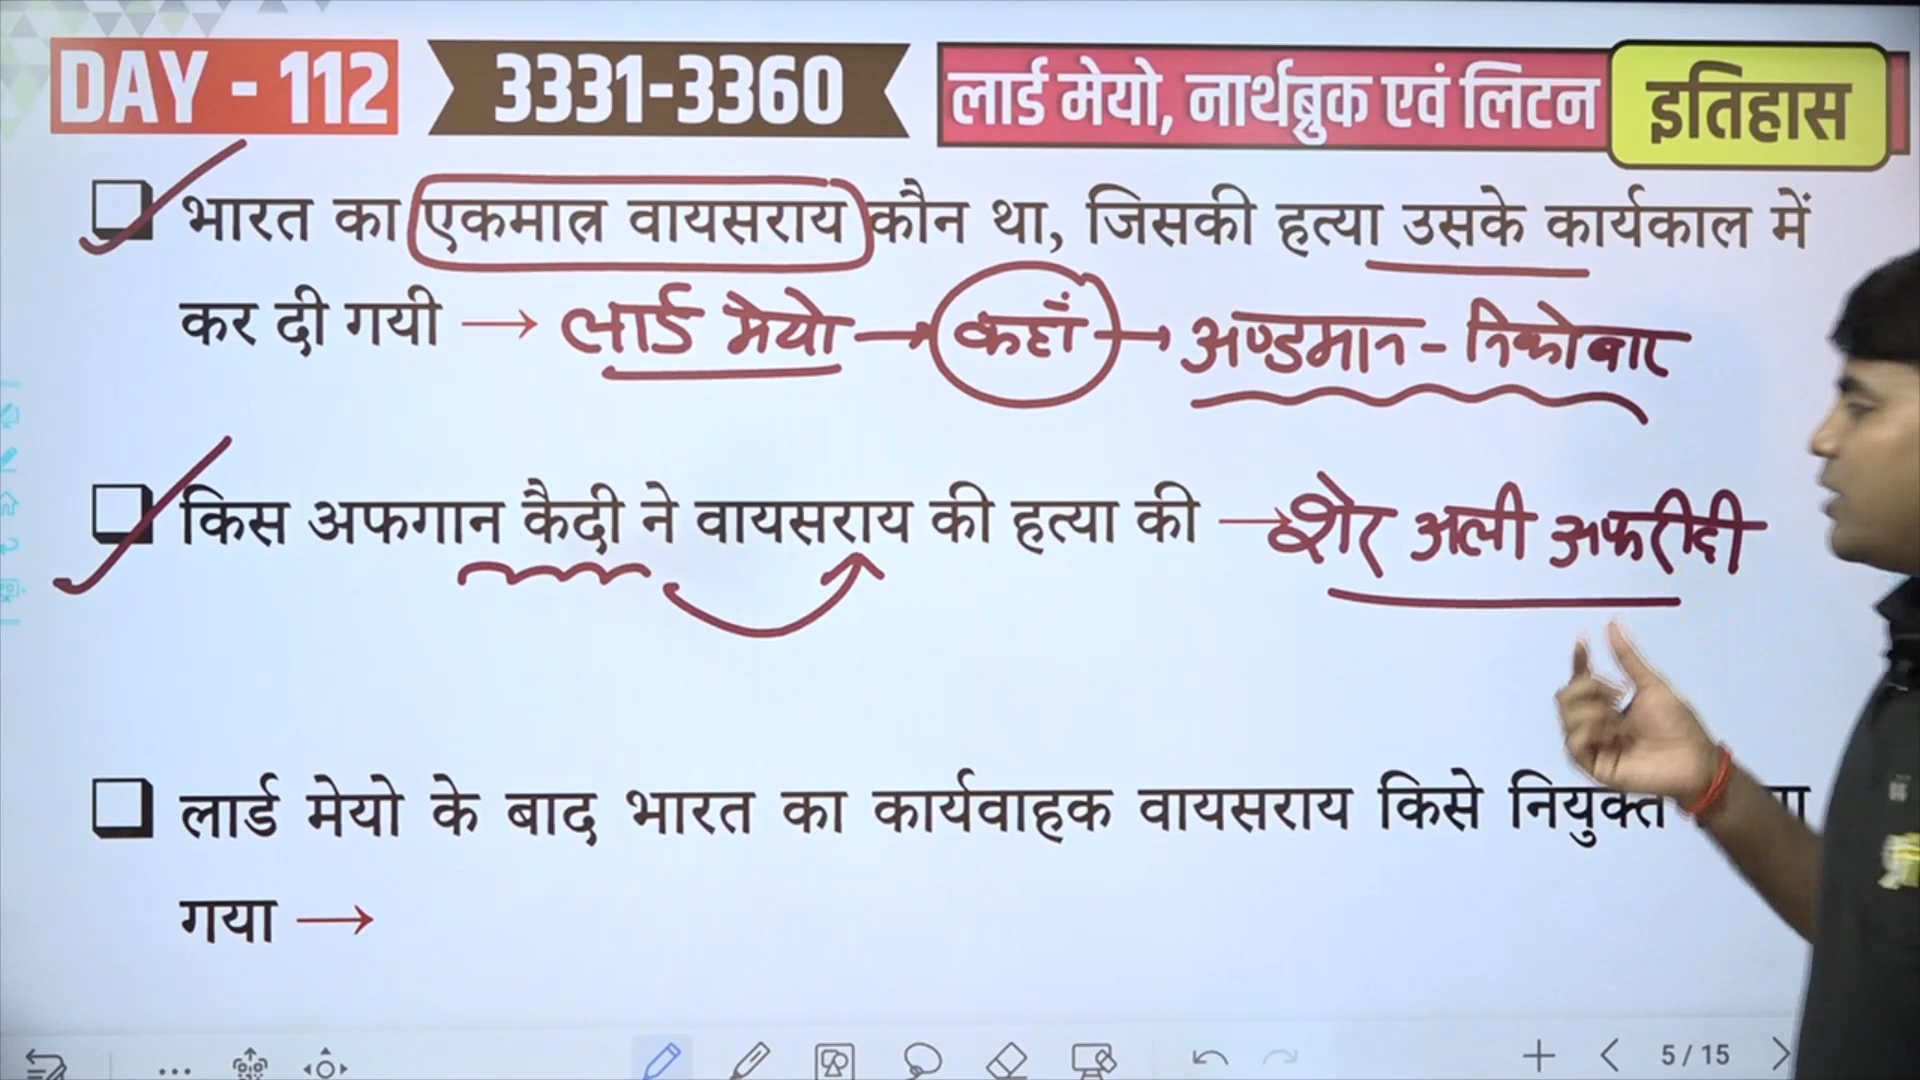 DAY - 112 3331-3360 लार्ड मेयो, नार्थब्रुक एवं लिटन इतिहास
भारत का एकमात्र वायसराय कौन था, जिसकी हत्या उसके कार्यकाल में
कर दी गयी → लार्ड मेयो → कहाँ → अण्डमान - निकोबार
किस अफगान कैदी ने वायसराय की हत्या की → शेर अली अफरीदी
लार्ड मेयो के बाद भारत का कार्यवाहक वायसराय किसे नियुक्त
गया →
5 / 15